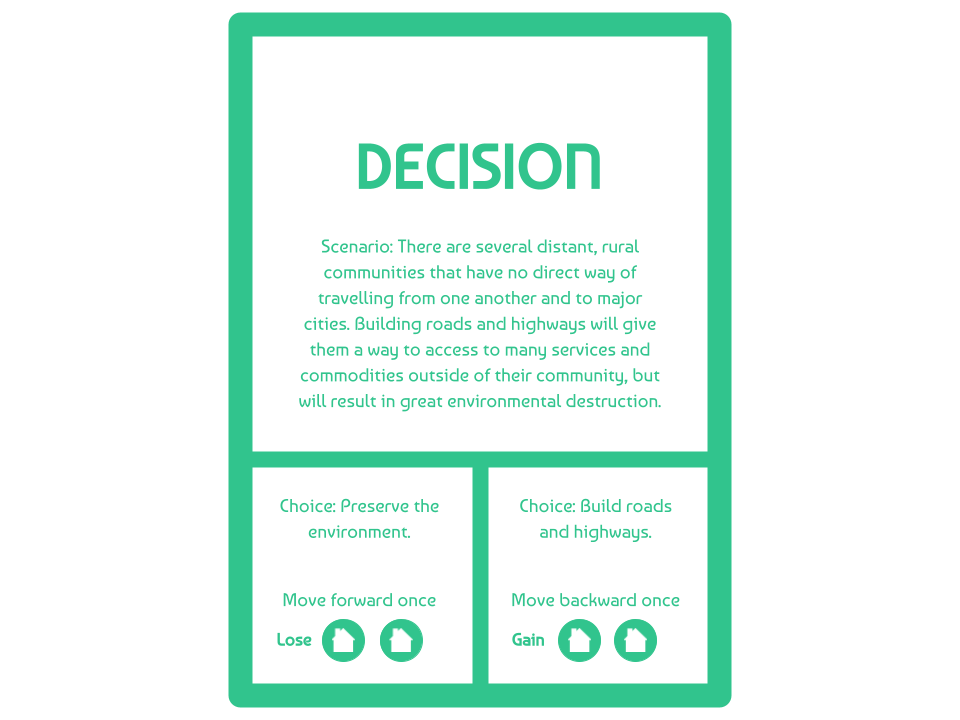 DECISION
Scenario: There are several distant, rural
communities that have no direct way of
travelling from one another and to major
cities. Building roads and highways will give
them a way to access to many services and
commodities outside of their community, but
will result in great environmental destruction.
Choice: Preserve the
environment.
Move forward once
Lose
Choice: Build roads
and highways.
Move backward once
Gain